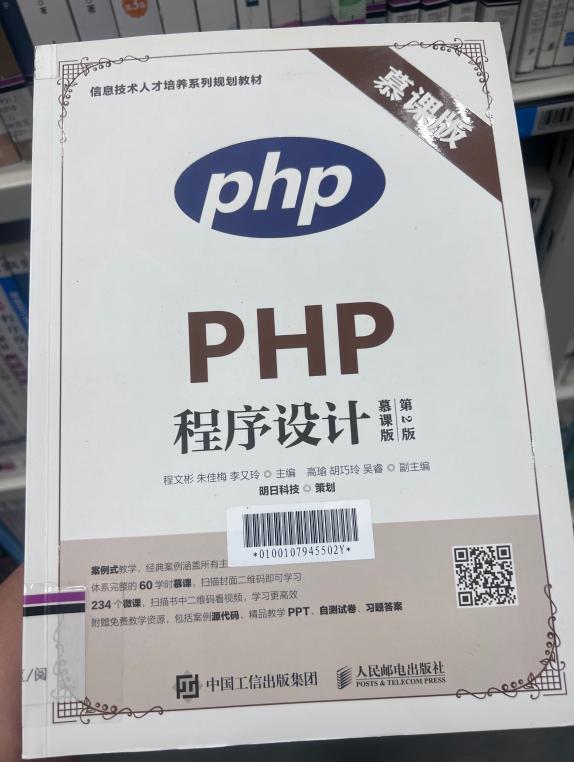 信息技术人才培养系列规划教材
慕课版
php
PHP
程序设计
慕课版
第2版
程文彬 朱佳梅 李又玲 主编 高瑜 胡巧玲 吴睿 副主编
明日科技 策划
*0100107945502Y*
案例式教学，经典案例涵盖所有主
体系完整的60学时慕课，扫描封面二维码即可学习
234个微课，扫描书中二维码看视频，学习更高效
附赠免费教学资源，包括案例源代码、精品教学PPT、自测试卷、习题答案
/阅
中国工信出版集团
人民邮电出版社
POSTS & TELECOM PRESS